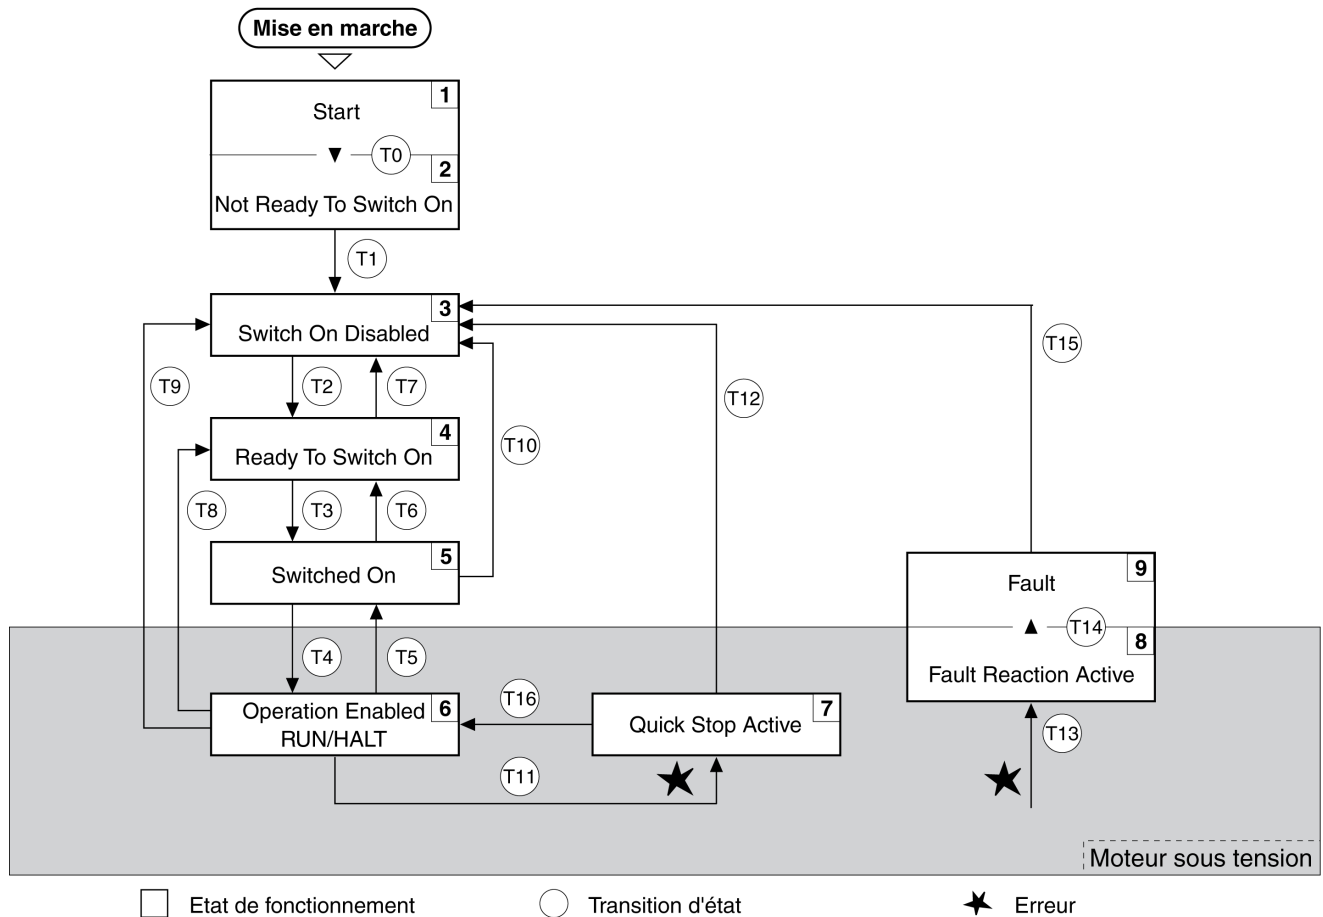 Mise en marche
1
Start
T0
2
Not Ready To Switch On
T1
3
Switch On Disabled
T15
T9
T2
T7
T12
4
Ready To Switch On
T10
T8
T3
T6
5
Switched On
9
Fault
T14
8
Fault Reaction Active
T4
T5
6
Operation Enabled
RUN/HALT
T16
7
Quick Stop Active
T13
T11
Moteur sous tension
Etat de fonctionnement
Transition d'état
Erreur